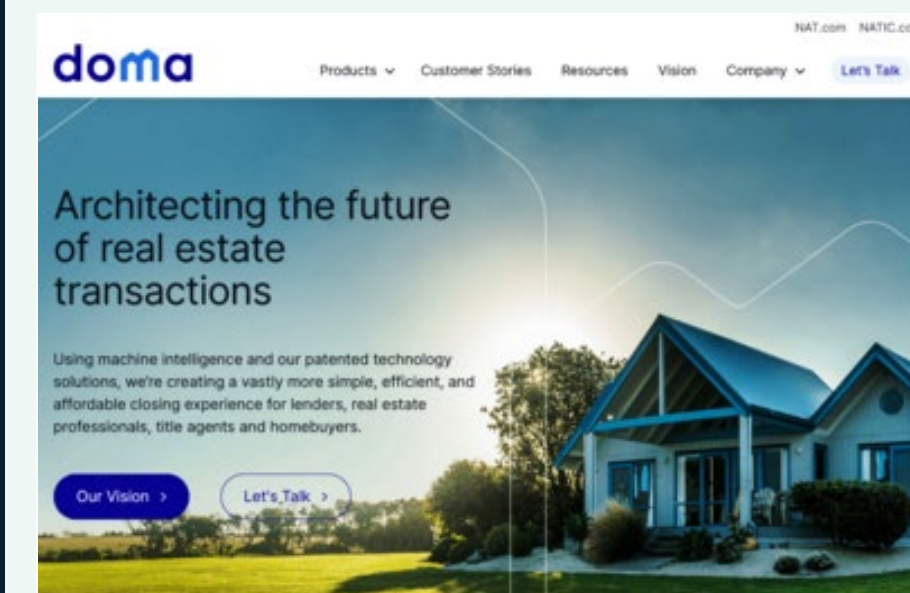 NAT.com NATIC.co
doma
Products Customer Stories Resources Vision Company Let's Talk
Architecting the future
of real estate
transactions
Using machine intelligence and our patented technology
solutions, we're creating a vastly more simple, efficient, and
affordable closing experience for lenders, real estate
professionals, title agents and homebuyers.
Our Vision > Let's Talk >